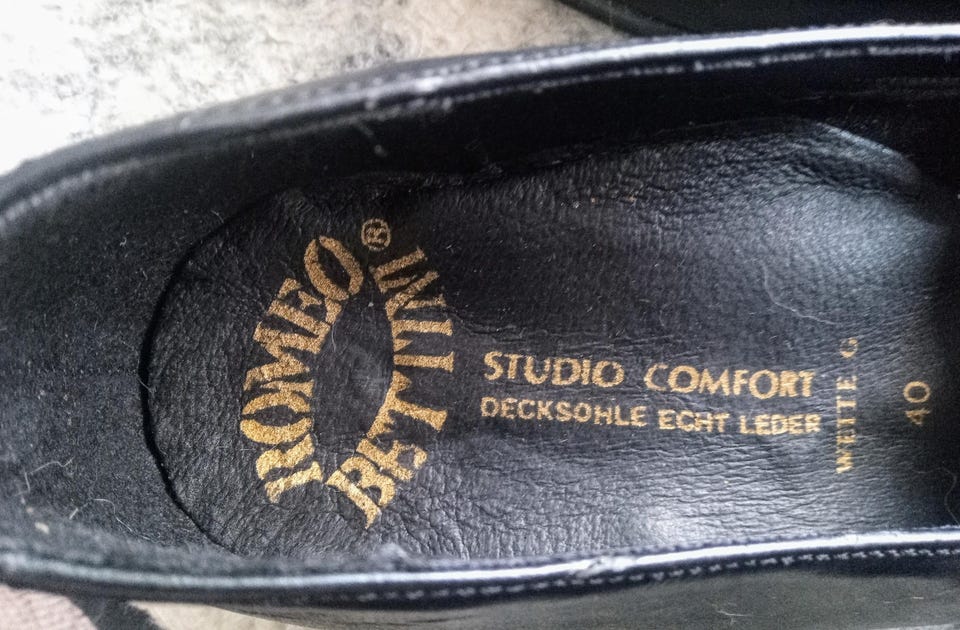 ROMEO
BETTINI
®
STUDIO COMFORT
DECKSOHLE ECHT LEDER
WEITE G
40